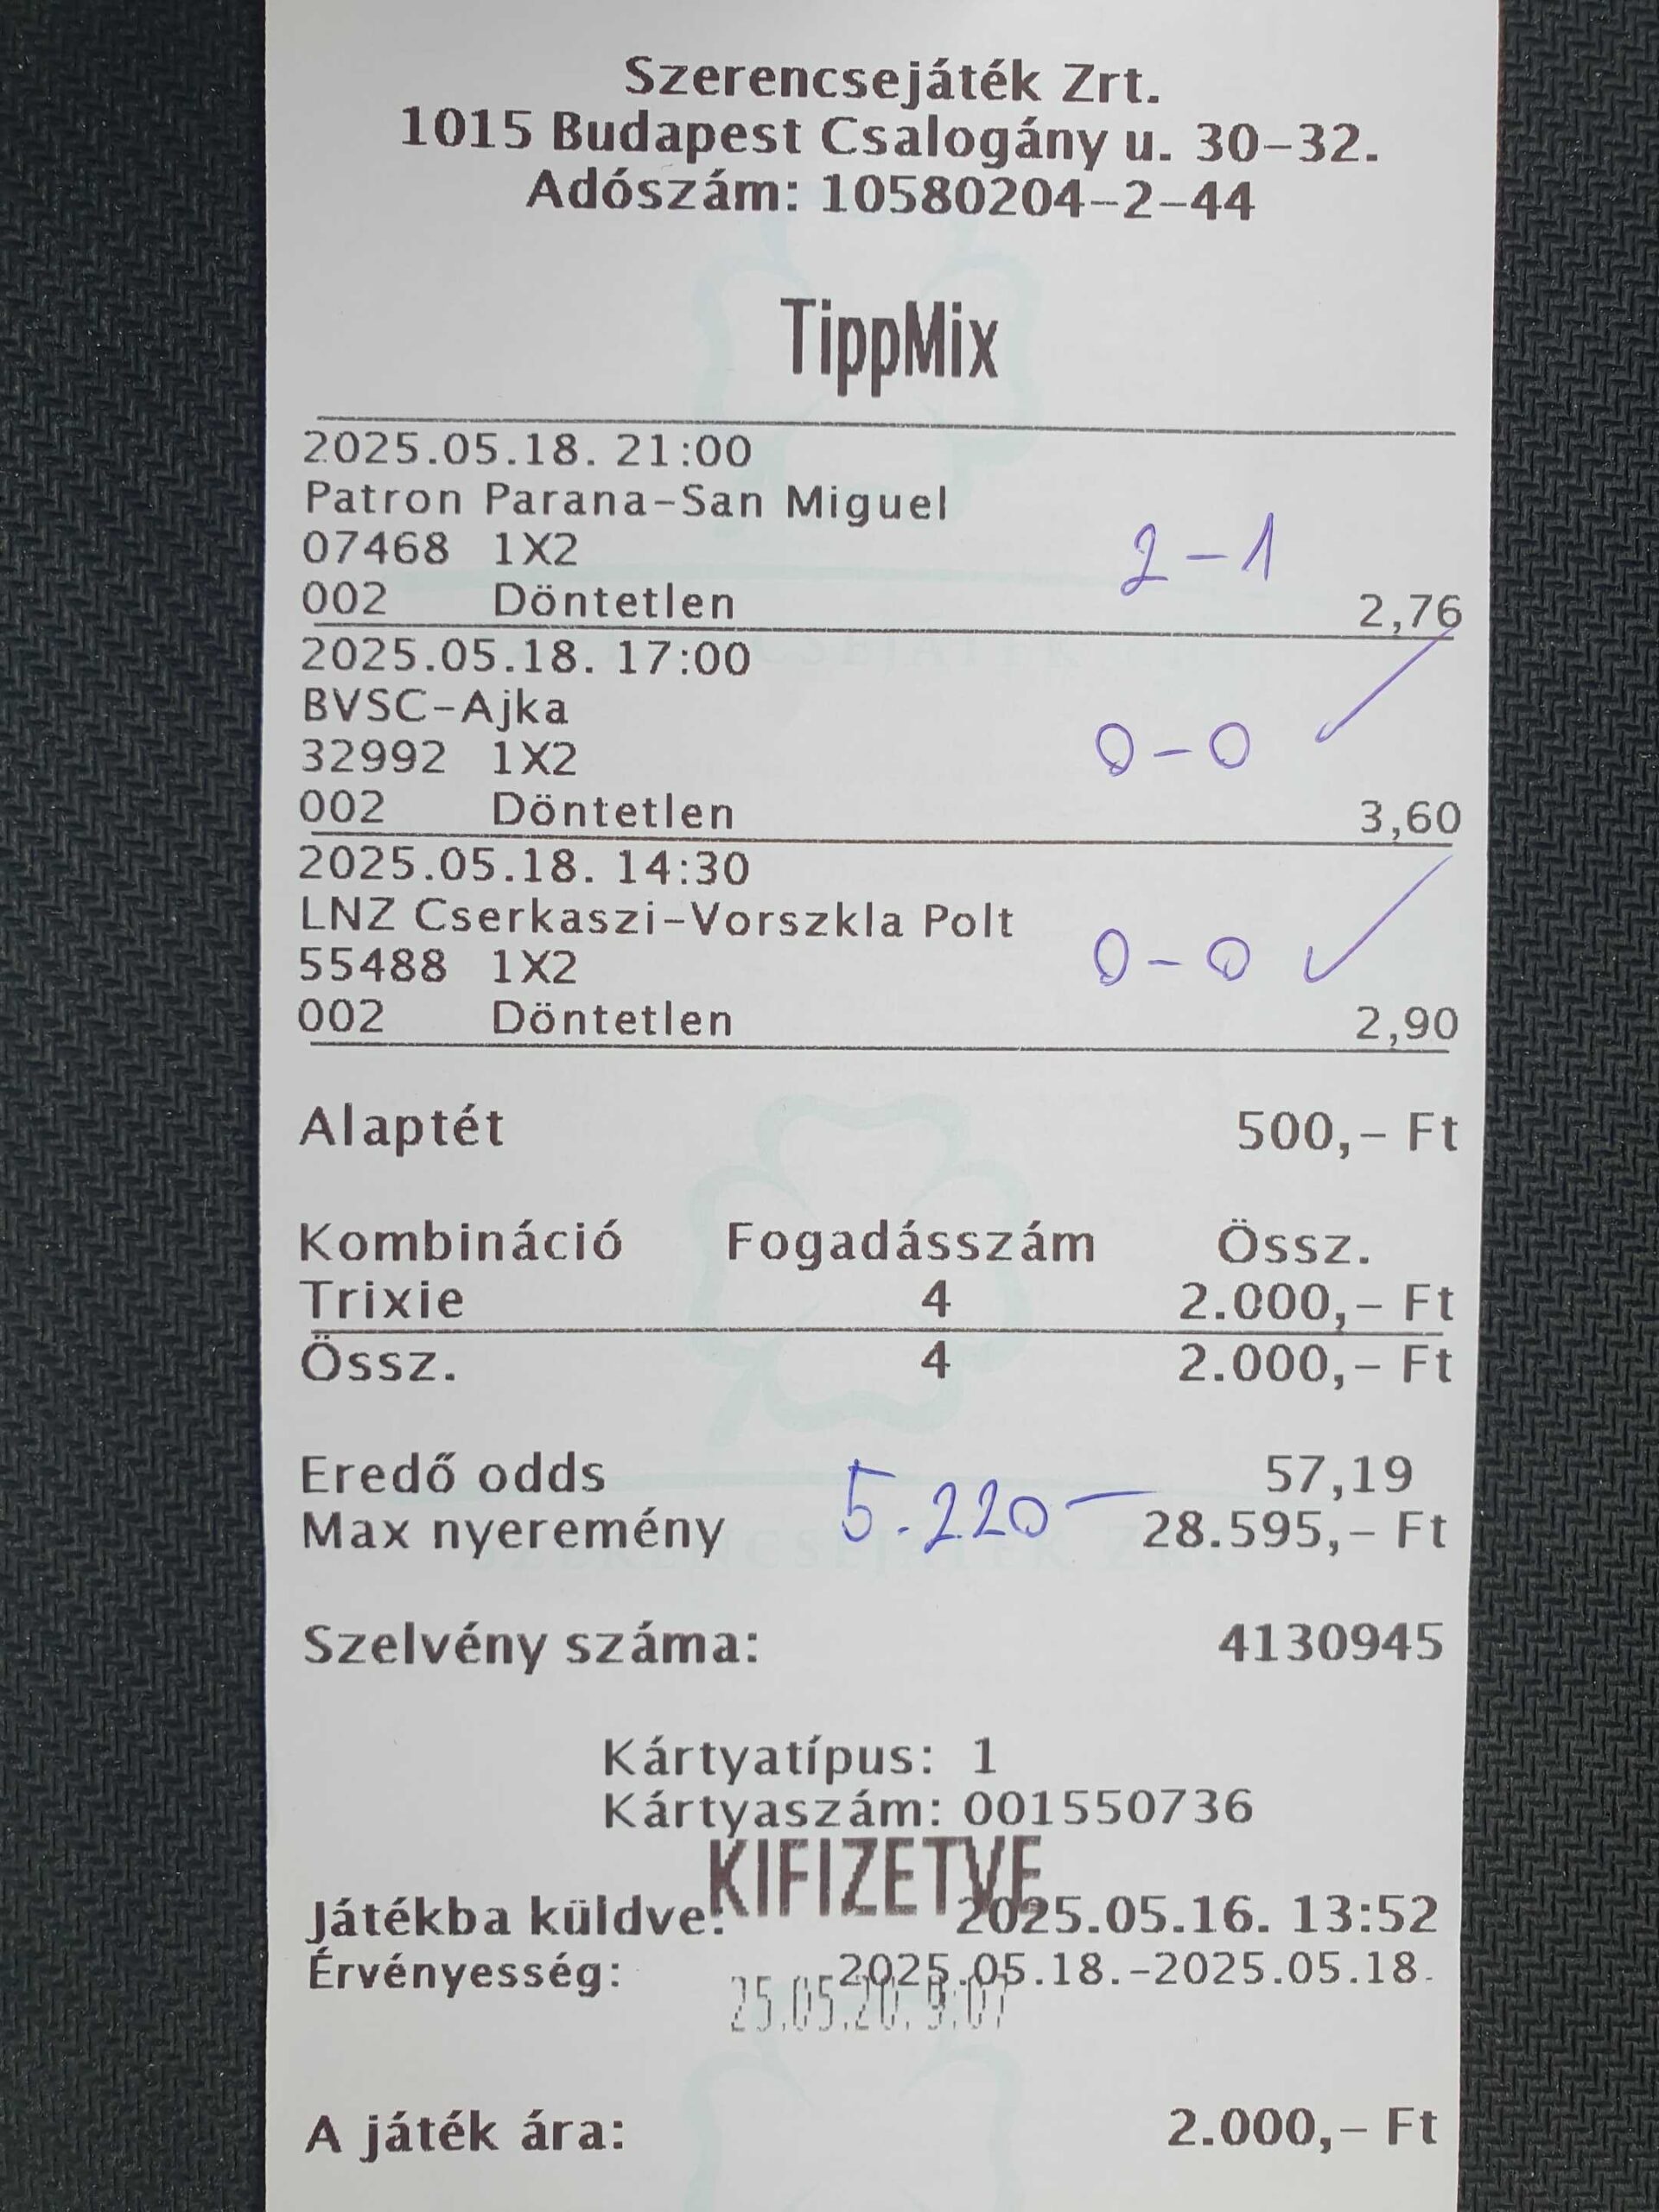 Szerencsejáték Zrt.
1015 Budapest Csalogány u. 30-32.
Adószám: 10580204-2-44
TippMix
2025.05.18. 21:00
Patron Parana-San Miguel
07468 1X2 2-1
002 Döntetlen 2,76
2025.05.18. 17:00
BVSC-Ajka
32992 1X2 0-0
002 Döntetlen 3,60
2025.05.18. 14:30
LNZ Cserkaszi-Vorszkla Polt
55488 1X2 0-0
002 Döntetlen 2,90
Alaptét 500,- Ft
Kombináció Fogadásszám Össz.
Trixie 4 2.000,- Ft
Össz. 4 2.000,- Ft
Eredő odds 57,19
Max nyeremény 5.220- 28.595,- Ft
Szelvény száma: 4130945
Kártyatípus: 1
Kártyaszám: 001550736
KIFIZETVE
Játékba küldve: 2025.05.16. 13:52
Érvényesség: 2025.05.18.-2025.05.18.
25.05.20. 9:07
A játék ára: 2.000,- Ft